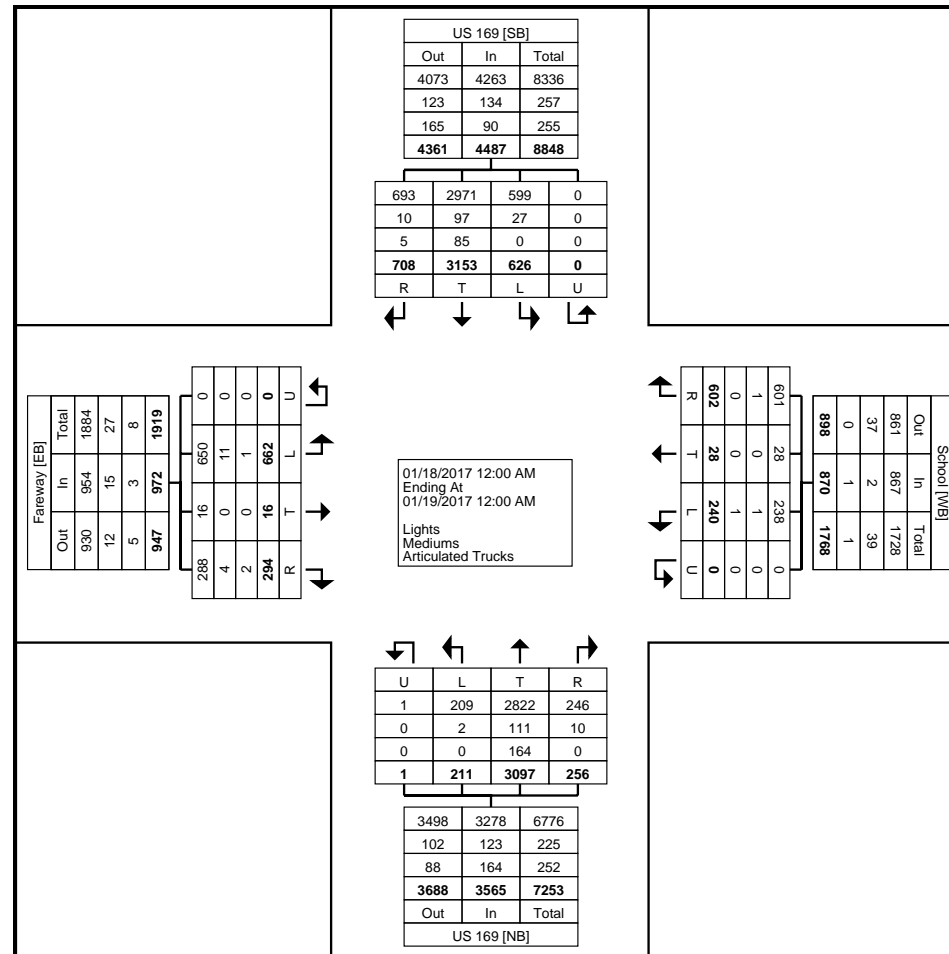 US 169 [SB]
Out In Total
4073 4263 8336
123 134 257
165 90 255
4361 4487 8848
693 2971 599 0
10 97 27 0
5 85 0 0
708 3153 626 0
R T L U
Fareway [EB]
Out In Total
930 954 1884
12 15 27
5 3 8
947 972 1919
288 16 650 0
4 0 11 0
2 0 1 0
294 16 662 0
R T L U
01/18/2017 12:00 AM
Ending At
01/19/2017 12:00 AM
Lights
Mediums
Articulated Trucks
School [WB]
Out In Total
861 867 1728
37 2 39
0 1 1
898 870 1768
601 28 238 0
1 0 1 0
0 0 1 0
602 28 240 0
R T L U
U L T R
1 209 2822 246
0 2 111 10
0 0 164 0
1 211 3097 256
3498 3278 6776
102 123 225
88 164 252
3688 3565 7253
Out In Total
US 169 [NB]